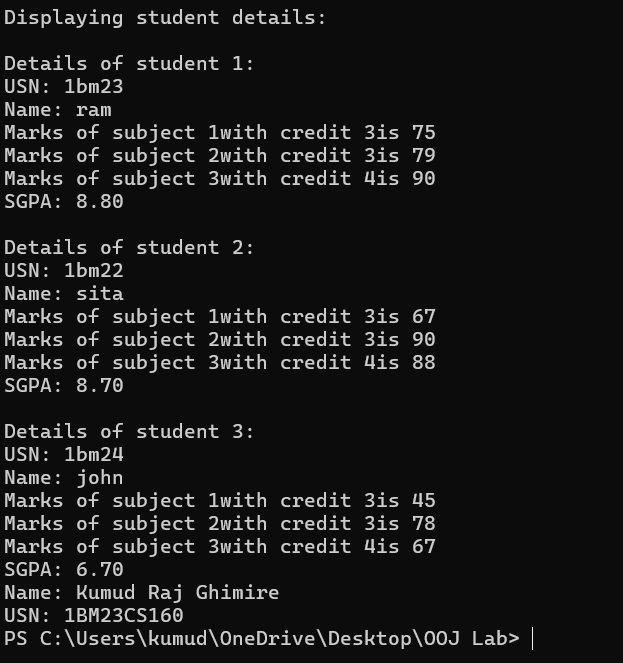 Displaying student details:
Details of student 1:
USN: 1bm23
Name: ram
Marks of subject 1with credit 3is 75
Marks of subject 2with credit 3is 79
Marks of subject 3with credit 4is 90
SGPA: 8.80
Details of student 2:
USN: 1bm22
Name: sita
Marks of subject 1with credit 3is 67
Marks of subject 2with credit 3is 90
Marks of subject 3with credit 4is 88
SGPA: 8.70
Details of student 3:
USN: 1bm24
Name: john
Marks of subject 1with credit 3is 45
Marks of subject 2with credit 3is 78
Marks of subject 3with credit 4is 67
SGPA: 6.70
Name: Kumud Raj Ghimire
USN: 1BM23CS160
PS C:\Users\kumud\OneDrive\Desktop\OOJ Lab>